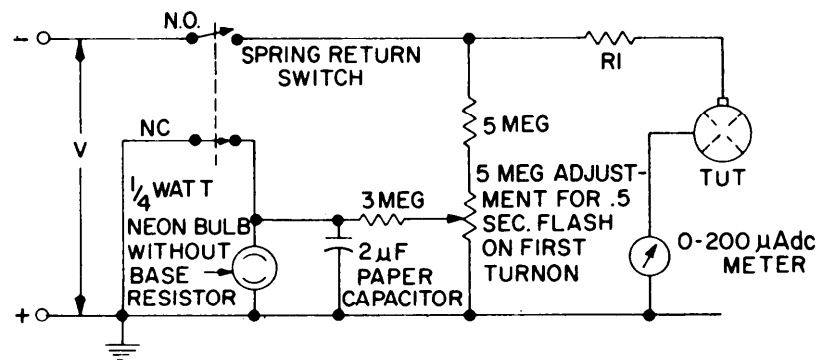 N.O.
−
SPRING RETURN
SWITCH
R1
NC
V
5 MEG
TUT
1/4 WATT
NEON BULB
WITHOUT
BASE
RESISTOR
3 MEG
2 µF
PAPER
CAPACITOR
5 MEG ADJUST-
MENT FOR .5
SEC. FLASH
ON FIRST
TURNON
0-200 µAdc
METER
+